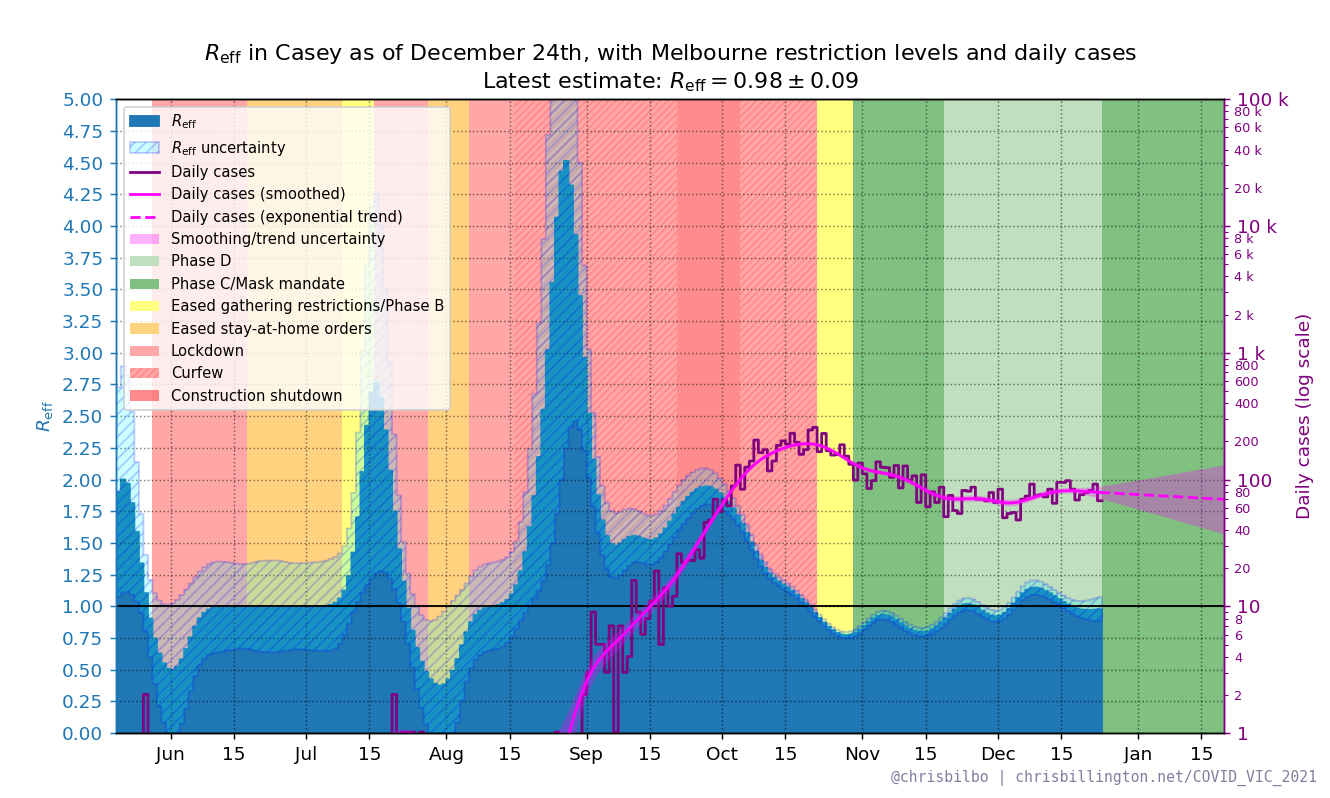 Reff in Casey as of December 24th, with Melbourne restriction levels and daily cases
Latest estimate: Reff = 0.98 ± 0.09
5.00
4.75
4.50
4.25
4.00
3.75
3.50
3.25
3.00
2.75
2.50
2.25
2.00
1.75
1.50
1.25
1.00
0.75
0.50
0.25
0.00
Reff
Reff
Reff uncertainty
Daily cases
Daily cases (smoothed)
Daily cases (exponential trend)
Smoothing/trend uncertainty
Phase D
Phase C/Mask mandate
Eased gathering restrictions/Phase B
Eased stay-at-home orders
Lockdown
Curfew
Construction shutdown
100 k
80 k
60 k
40 k
20 k
10 k
8 k
6 k
4 k
2 k
1 k
800
600
400
200
100
80
60
40
20
10
8
6
4
2
1
Daily cases (log scale)
Jun 15 Jul 15 Aug 15 Sep 15 Oct 15 Nov 15 Dec 15 Jan 15
@chrisbilbo | chrisbillington.net/COVID_VIC_2021